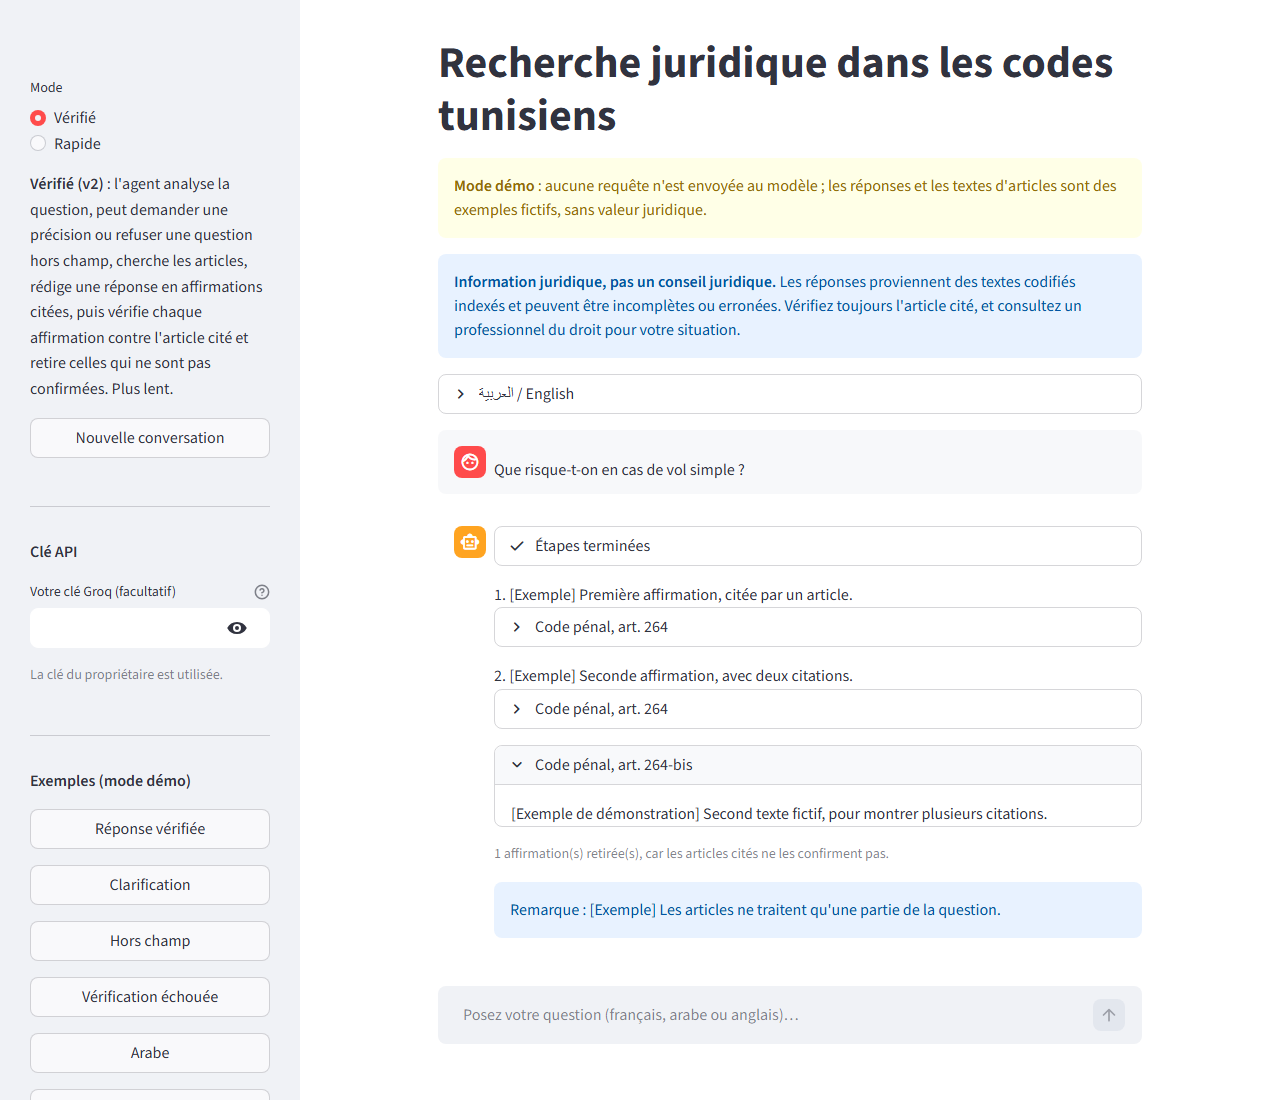 Mode
Vérifié
Rapide
Vérifié (v2) : l'agent analyse la
question, peut demander une
précision ou refuser une question
hors champ, cherche les articles,
rédige une réponse en affirmations
citées, puis vérifie chaque
affirmation contre l'article cité et
retire celles qui ne sont pas
confirmées. Plus lent.
Nouvelle conversation
Clé API
Votre clé Groq (facultatif)
La clé du propriétaire est utilisée.
Exemples (mode démo)
Réponse vérifiée
Clarification
Hors champ
Vérification échouée
Arabe
Recherche juridique dans les codes
tunisiens
Mode démo : aucune requête n'est envoyée au modèle ; les réponses et les textes d'articles sont des
exemples fictifs, sans valeur juridique.
Information juridique, pas un conseil juridique. Les réponses proviennent des textes codifiés
indexés et peuvent être incomplètes ou erronées. Vérifiez toujours l'article cité, et consultez un
professionnel du droit pour votre situation.
العربية / English
Que risque-t-on en cas de vol simple ?
Étapes terminées
1. [Exemple] Première affirmation, citée par un article.
Code pénal, art. 264
2. [Exemple] Seconde affirmation, avec deux citations.
Code pénal, art. 264
Code pénal, art. 264-bis
[Exemple de démonstration] Second texte fictif, pour montrer plusieurs citations.
1 affirmation(s) retirée(s), car les articles cités ne les confirment pas.
Remarque : [Exemple] Les articles ne traitent qu'une partie de la question.
Posez votre question (français, arabe ou anglais)…